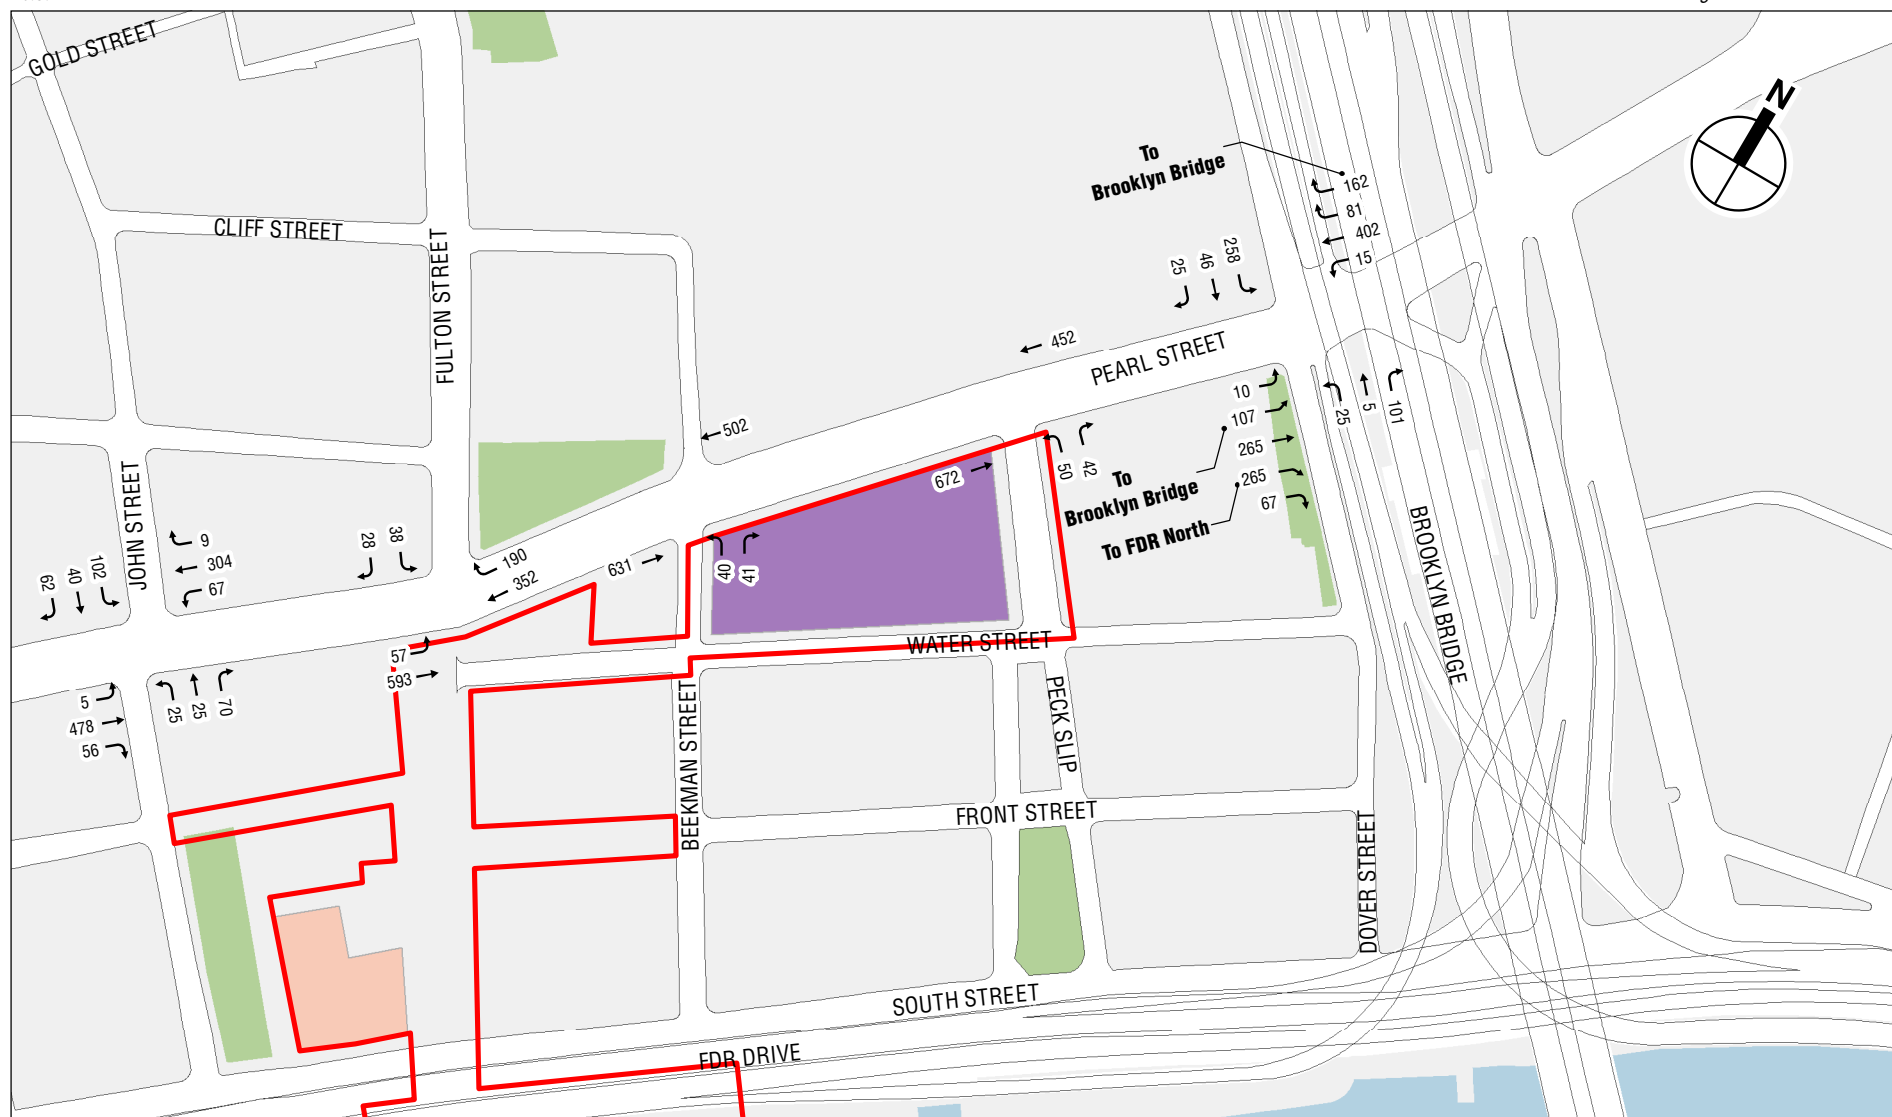 GOLD STREET
N
To
Brooklyn Bridge
162
81
402
15
CLIFF STREET
FULTON STREET
25
46
258
452
PEARL STREET
502
10
107
265
265
67
25
5
101
To
Brooklyn Bridge
To FDR North
50
42
672
BROOKLYN BRIDGE
JOHN STREET
9
304
67
28
38
190
352
631
40
41
62
40
102
57
593
WATER STREET
5
478
56
25
25
70
BEEKMAN STREET
PECK SLIP
FRONT STREET
DOVER STREET
SOUTH STREET
FDR DRIVE